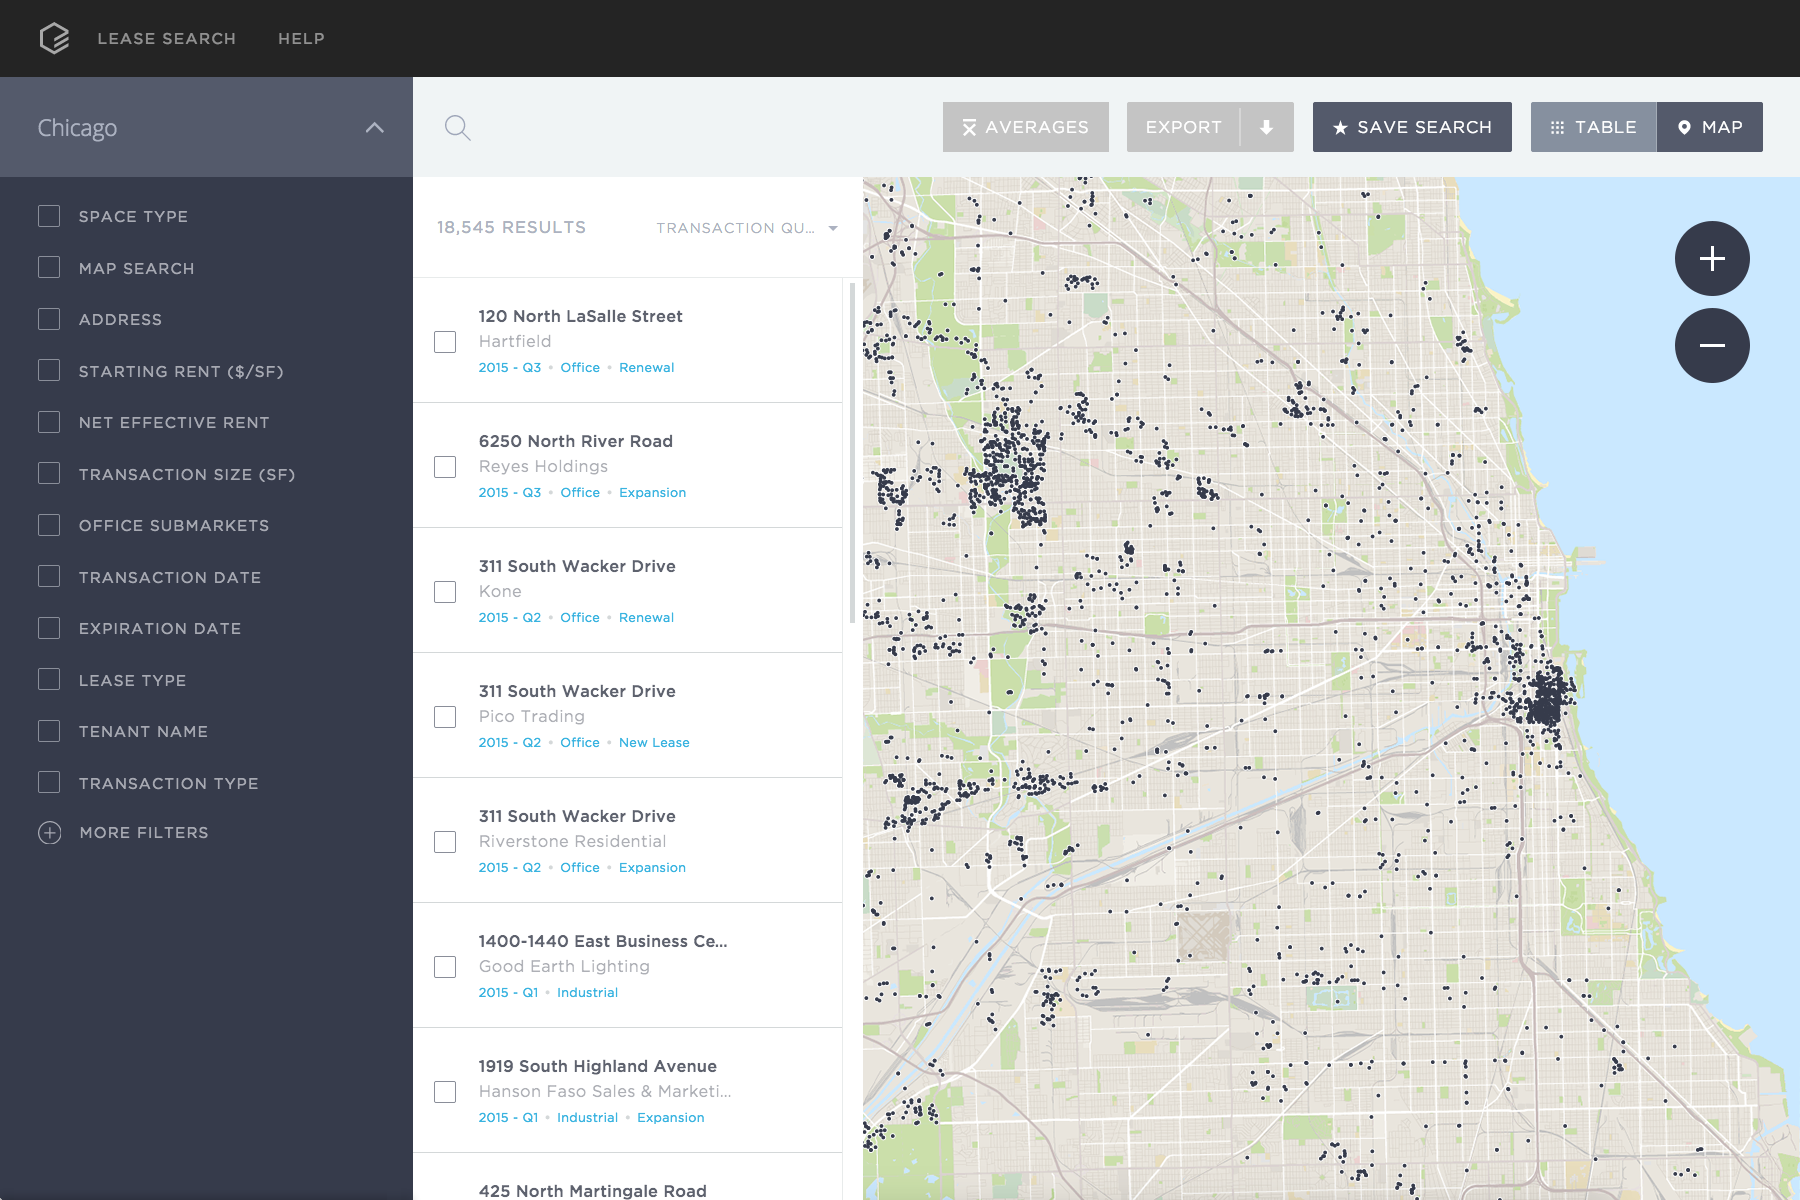 LEASE SEARCH HELP
Chicago
AVERAGES EXPORT SAVE SEARCH TABLE MAP
SPACE TYPE
MAP SEARCH
ADDRESS
STARTING RENT ($/SF)
NET EFFECTIVE RENT
TRANSACTION SIZE (SF)
OFFICE SUBMARKETS
TRANSACTION DATE
EXPIRATION DATE
LEASE TYPE
TENANT NAME
TRANSACTION TYPE
MORE FILTERS
18,545 RESULTS TRANSACTION QU...
120 North LaSalle Street
Hartfield
2015 - Q3 • Office • Renewal
6250 North River Road
Reyes Holdings
2015 - Q3 • Office • Expansion
311 South Wacker Drive
Kone
2015 - Q2 • Office • Renewal
311 South Wacker Drive
Pico Trading
2015 - Q2 • Office • New Lease
311 South Wacker Drive
Riverstone Residential
2015 - Q2 • Office • Expansion
1400-1440 East Business Ce...
Good Earth Lighting
2015 - Q1 • Industrial
1919 South Highland Avenue
Hanson Faso Sales & Marketi...
2015 - Q1 • Industrial • Expansion
425 North Martingale Road